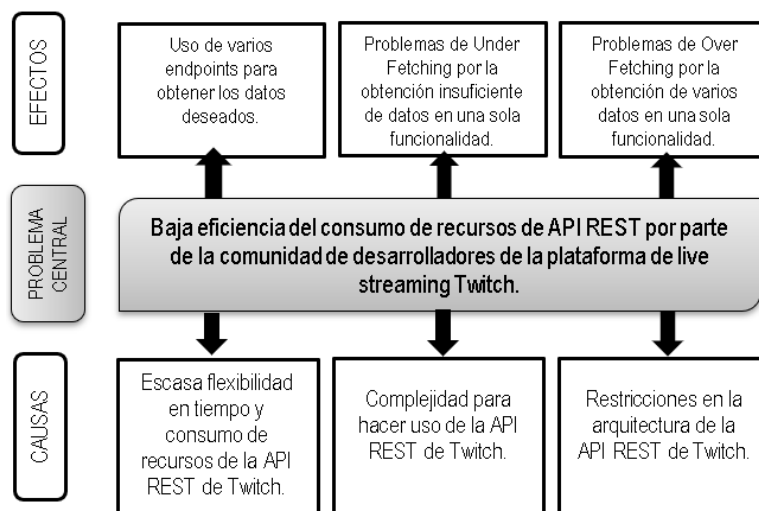 EFECTOS
Uso de varios
endpoints para
obtener los datos
deseados.
Problemas de Under
Fetching por la
obtención insuficiente
de datos en una sola
funcionalidad.
Problemas de Over
Fetching por la
obtención de varios
datos en una sola
funcionalidad.
PROBLEMA
CENTRAL
Baja eficiencia del consumo de recursos de API REST por parte
de la comunidad de desarrolladores de la plataforma de live
streaming Twitch.
CAUSAS
Escasa flexibilidad
en tiempo y
consumo de
recursos de la API
REST de Twitch.
Complejidad para
hacer uso de la API
REST de Twitch.
Restricciones en la
arquitectura de la
API REST de Twitch.